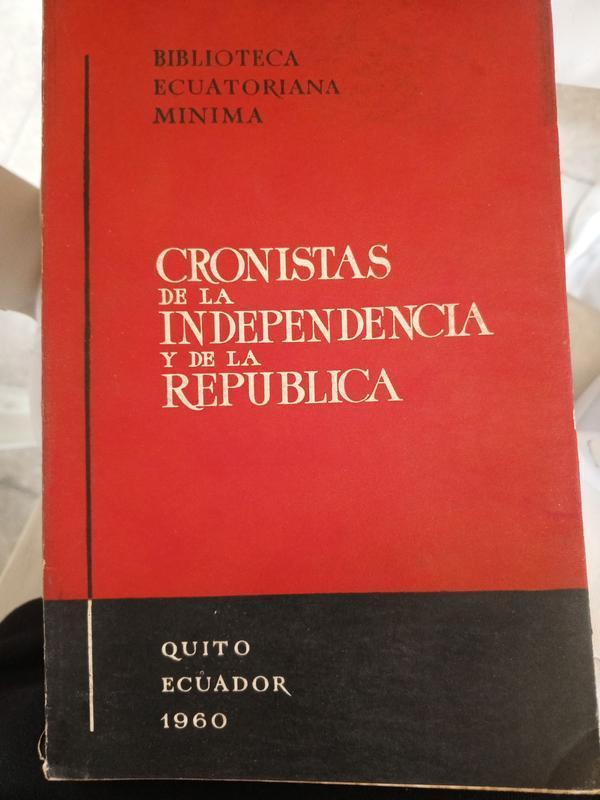 BIBLIOTECA
ECUATORIANA
MINIMA
CRONISTAS
DE LA
INDEPENDENCIA
Y DE LA
REPUBLICA
QUITO
ECUADOR
1960